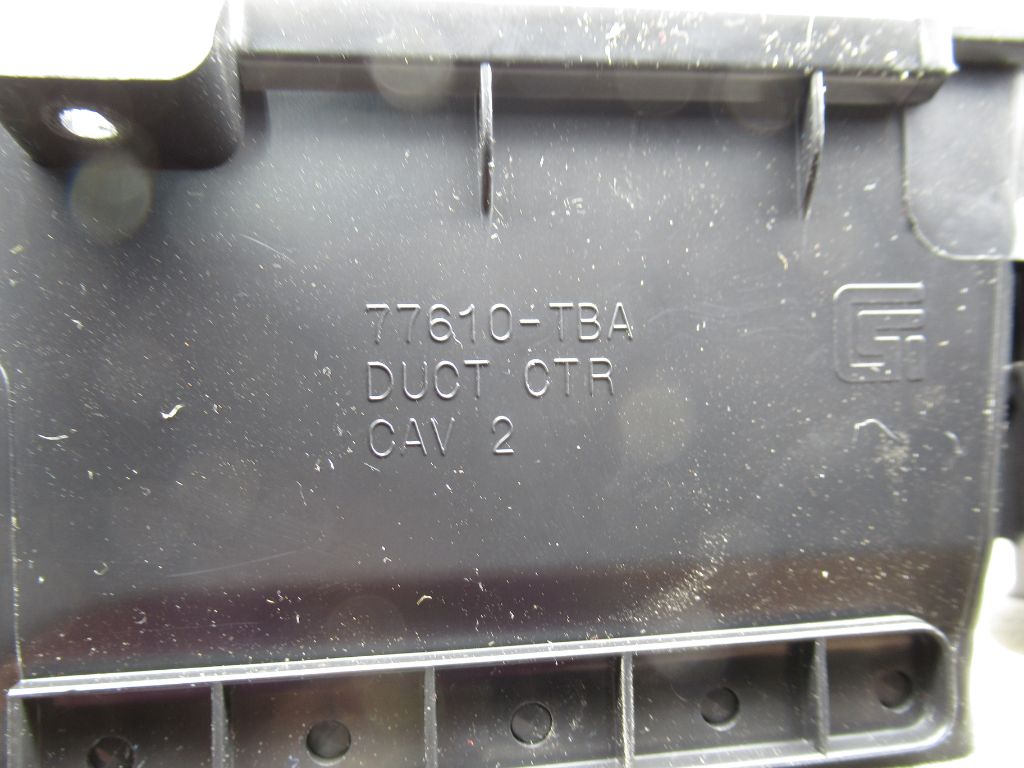 77610-TBA
DUCT CTR
CAV 2